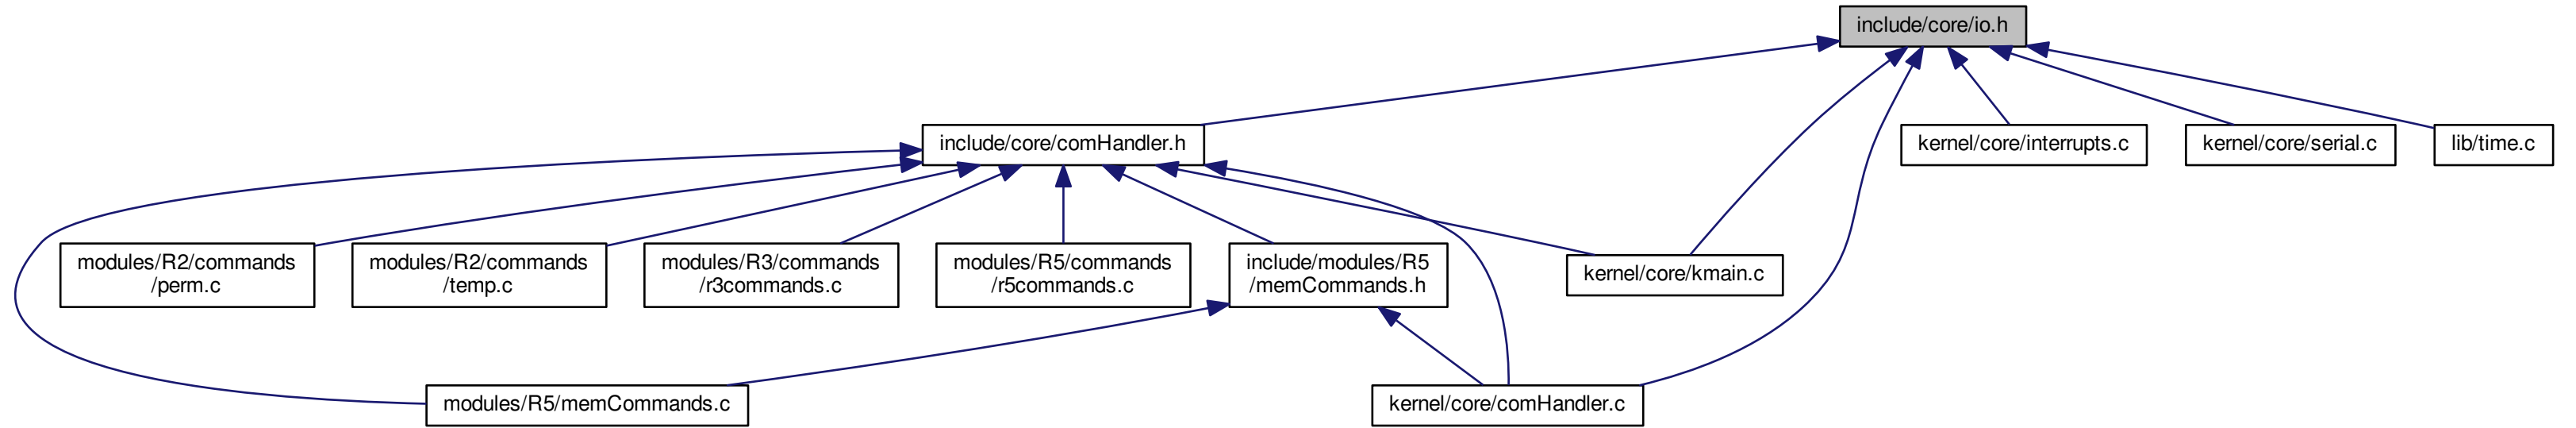 include/core/io.h
include/core/comHandler.h
kernel/core/interrupts.c
kernel/core/serial.c
lib/time.c
modules/R2/commands
/perm.c
modules/R2/commands
/temp.c
modules/R3/commands
/r3commands.c
modules/R5/commands
/r5commands.c
include/modules/R5
/memCommands.h
kernel/core/kmain.c
modules/R5/memCommands.c
kernel/core/comHandler.c